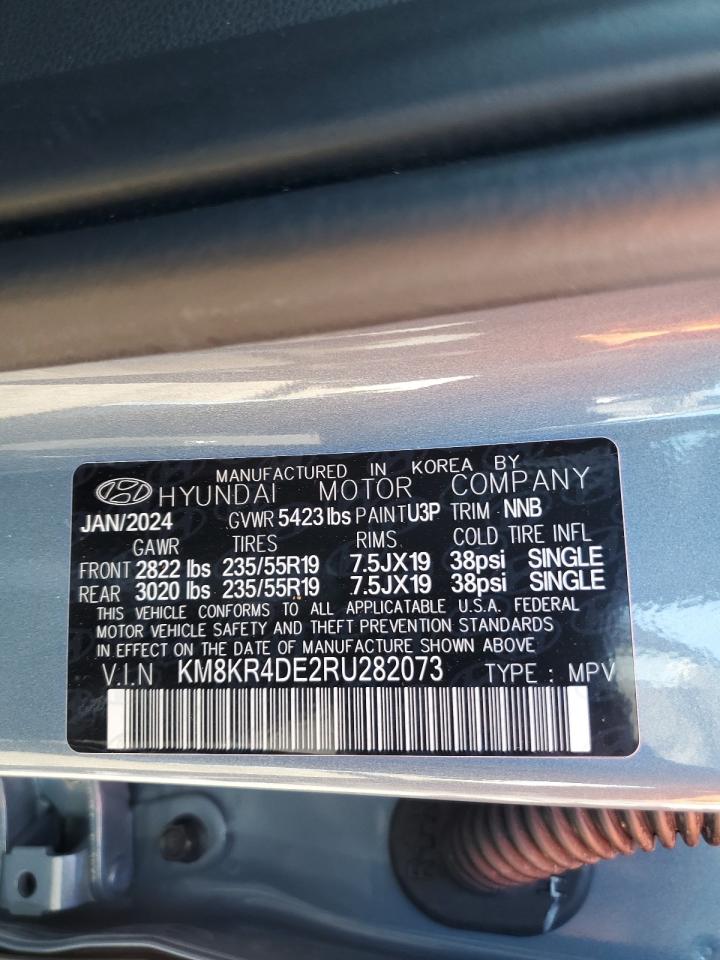 MANUFACTURED IN KOREA BY
HYUNDAI MOTOR COMPANY
JAN/2024 GVWR 5423 lbs PAINT U3P TRIM NNB
GAWR TIRES RIMS. COLD TIRE INFL
FRONT 2822 lbs 235/55R19 7.5JX19 38psi SINGLE
REAR 3020 lbs 235/55R19 7.5JX19 38psi SINGLE
THIS VEHICLE CONFORMS TO ALL APPLICATABLE U.S.A. FEDERAL
MOTOR VEHICLE SAFETY AND THEFT PREVENTION STANDARDS
IN EFFECT ON THE DATE OF MANUFACTURE SHOWN ABOVE
V.I.N KM8KR4DE2RU282073 TYPE : MPV